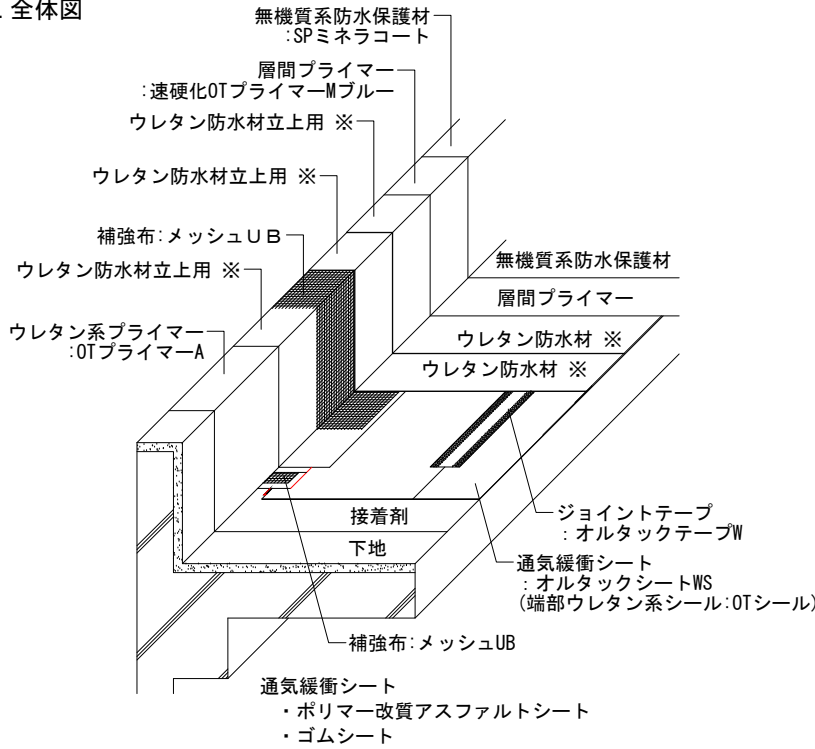 全体図
無機質系防水保護材
:SPミネラコート
層間プライマー
:速硬化OTプライマーMブルー
ウレタン防水材立上用 ※
ウレタン防水材立上用 ※
補強布:メッシュＵＢ
ウレタン防水材立上用 ※
ウレタン系プライマー
:OTプライマーA
無機質系防水保護材
層間プライマー
ウレタン防水材 ※
ウレタン防水材 ※
接着剤
下地
ジョイントテープ
:オルタックテープW
通気緩衝シート
:オルタックシートWS
(端部ウレタン系シール:OTシール)
補強布:メッシュUB
通気緩衝シート
・ポリマー改質アスファルトシート
・ゴムシート